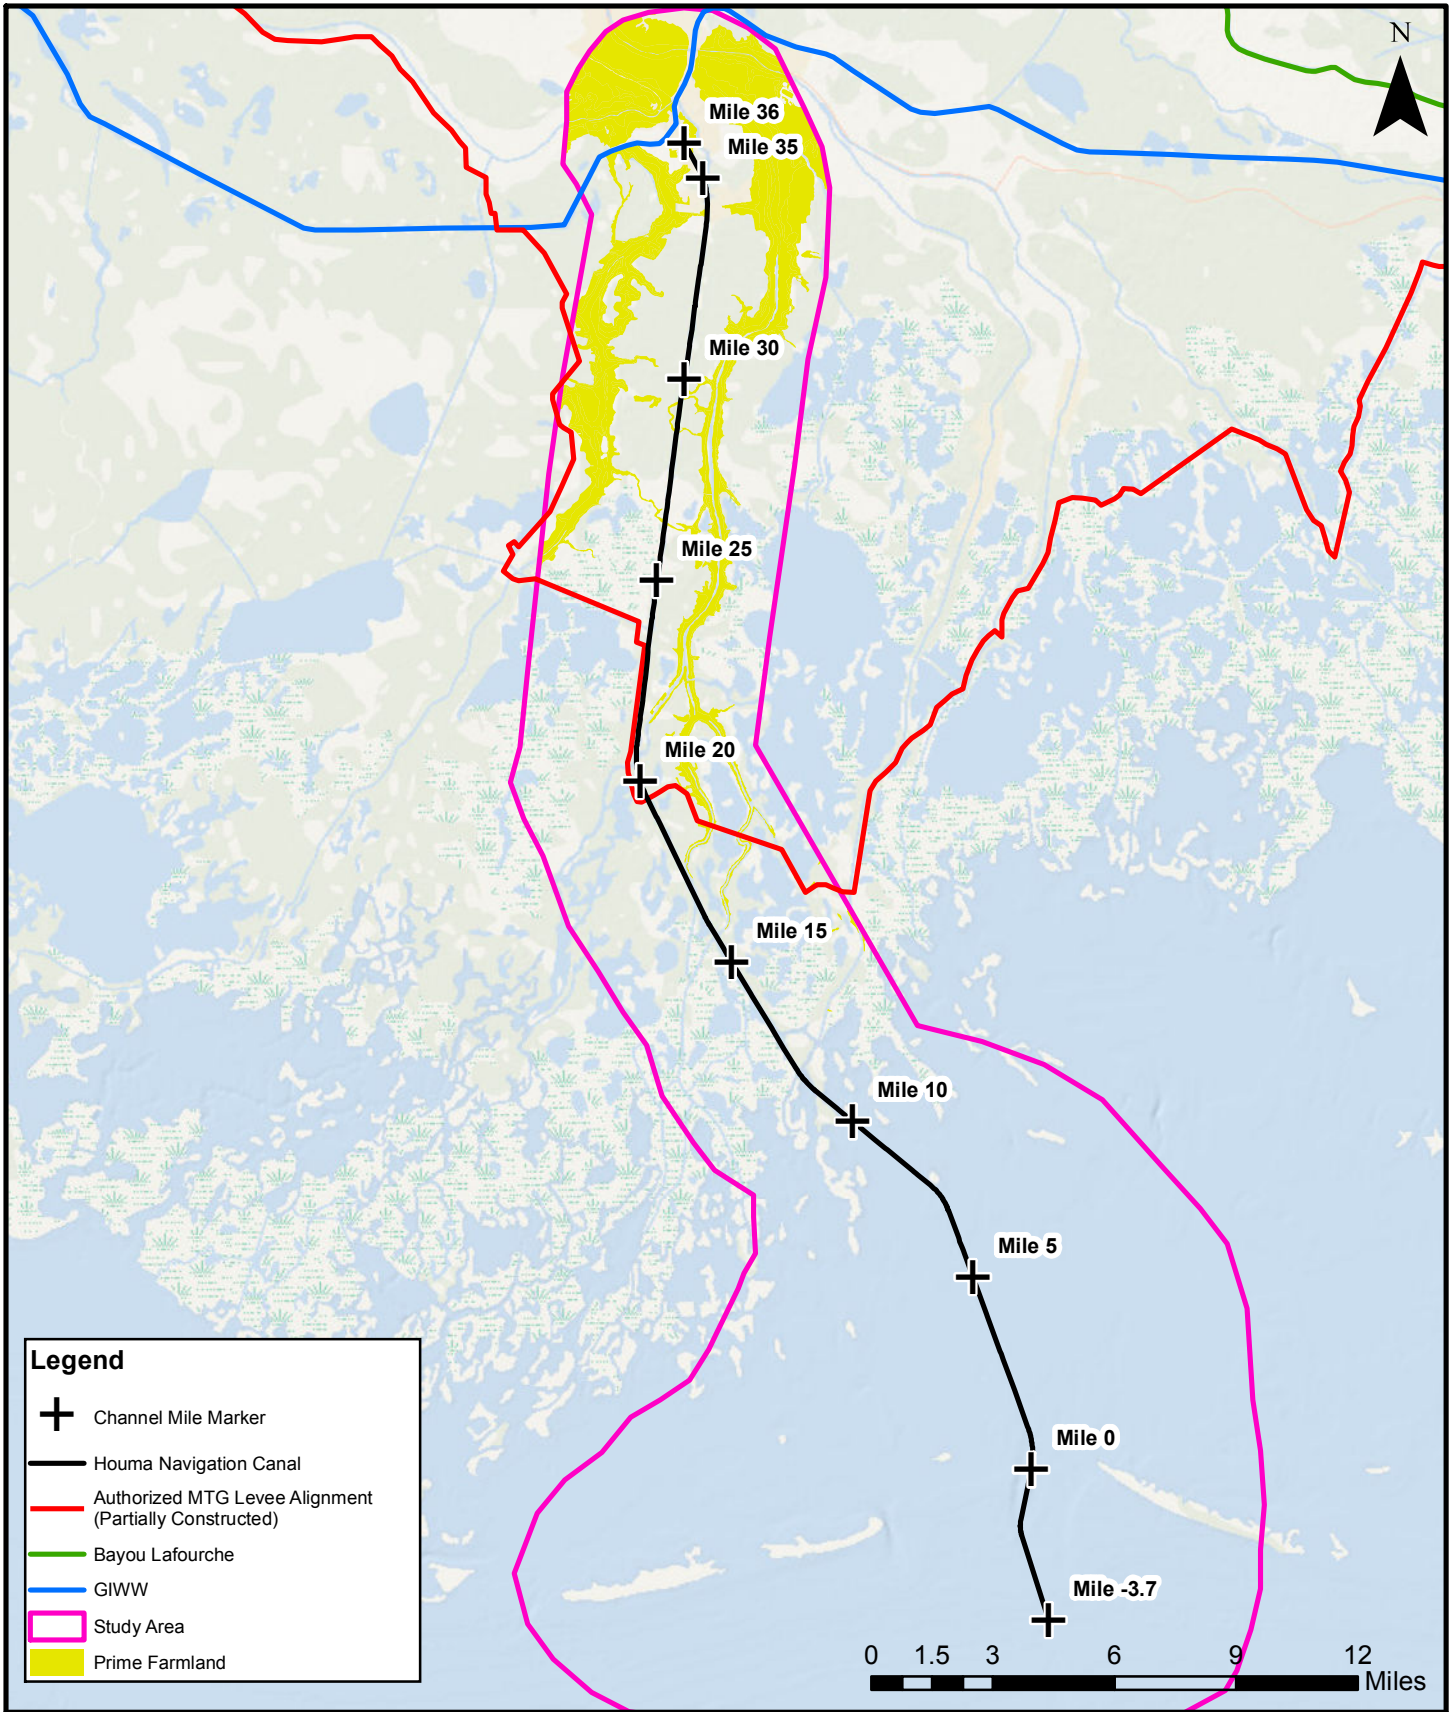 N
Mile 36
Mile 35
Mile 30
Mile 25
Mile 20
Mile 15
Mile 10
Mile 5
Mile 0
Mile -3.7
Legend
Channel Mile Marker
Houma Navigation Canal
Authorized MTG Levee Alignment
(Partially Constructed)
Bayou Lafourche
GIWW
Study Area
Prime Farmland
0 1.5 3 6 9 12
Miles